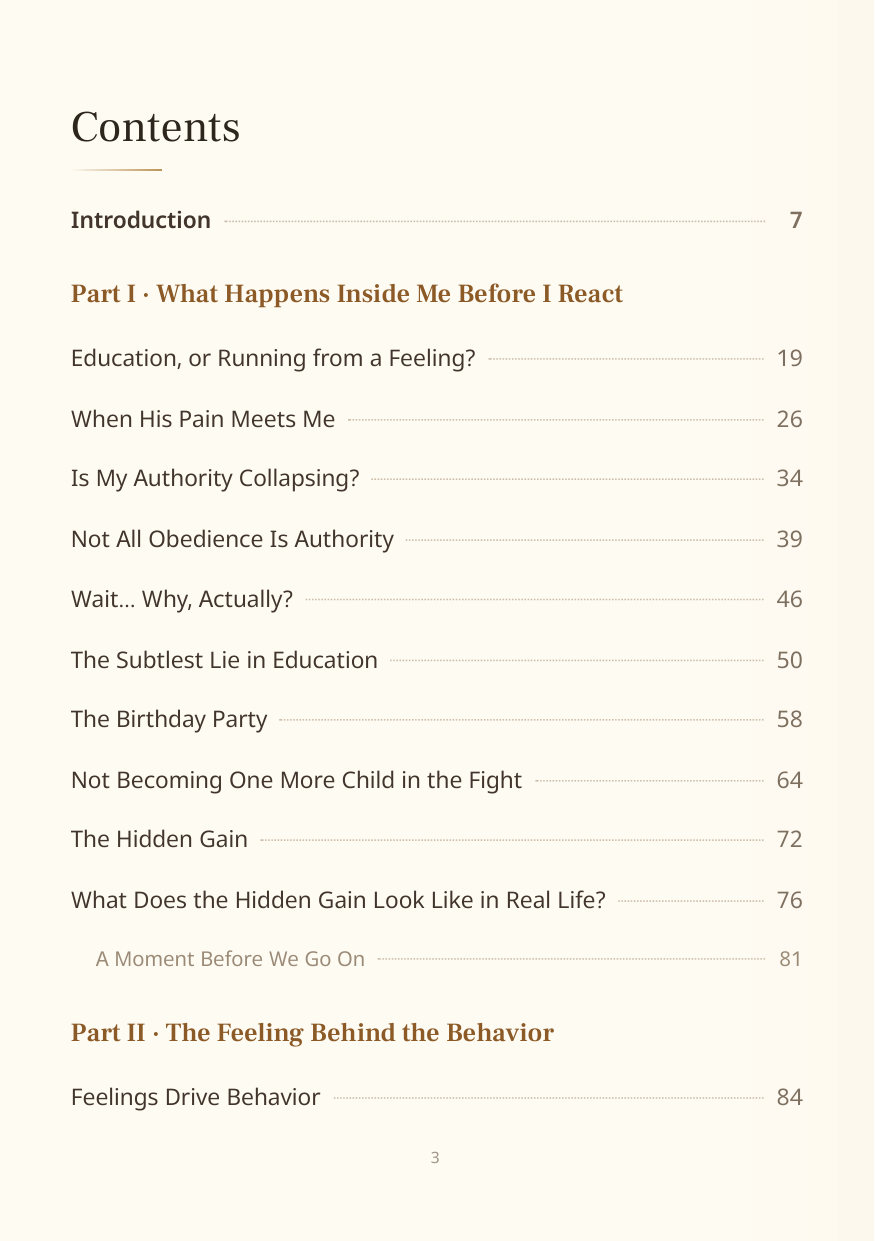 Contents
Introduction 7
Part I · What Happens Inside Me Before I React
Education, or Running from a Feeling? 19
When His Pain Meets Me 26
Is My Authority Collapsing? 34
Not All Obedience Is Authority 39
Wait... Why, Actually? 46
The Subtlest Lie in Education 50
The Birthday Party 58
Not Becoming One More Child in the Fight 64
The Hidden Gain 72
What Does the Hidden Gain Look Like in Real Life? 76
A Moment Before We Go On 81
Part II · The Feeling Behind the Behavior
Feelings Drive Behavior 84
3